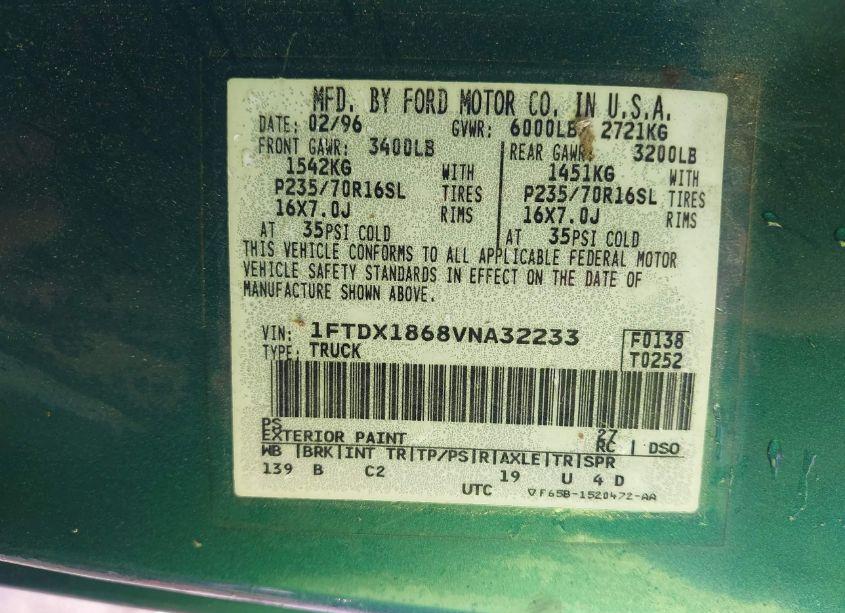 MFD. BY FORD MOTOR CO. IN U.S.A.
DATE: 02/96 GVWR: 6000LB/ 2721KG
FRONT GAWR: 3400LB REAR GAWR: 3200LB
1542KG WITH 1451KG WITH
P235/70R16SL TIRES P235/70R16SL TIRES
16X7.0J RIMS 16X7.0J RIMS
AT 35PSI COLD AT 35PSI COLD
THIS VEHICLE CONFORMS TO ALL APPLICABLE FEDERAL MOTOR
VEHICLE SAFETY STANDARDS IN EFFECT ON THE DATE OF
MANUFACTURE SHOWN ABOVE.
VIN: 1FTDX1868VNA32233 F0138
TYPE: TRUCK T0252
PS 27
EXTERIOR PAINT RC | DSO
WB |BRK|INT TR|TP/PS|R|AXLE|TR|SPR
139 B C2 19 U 4 D
UTC ▽F65B-1520472-AA